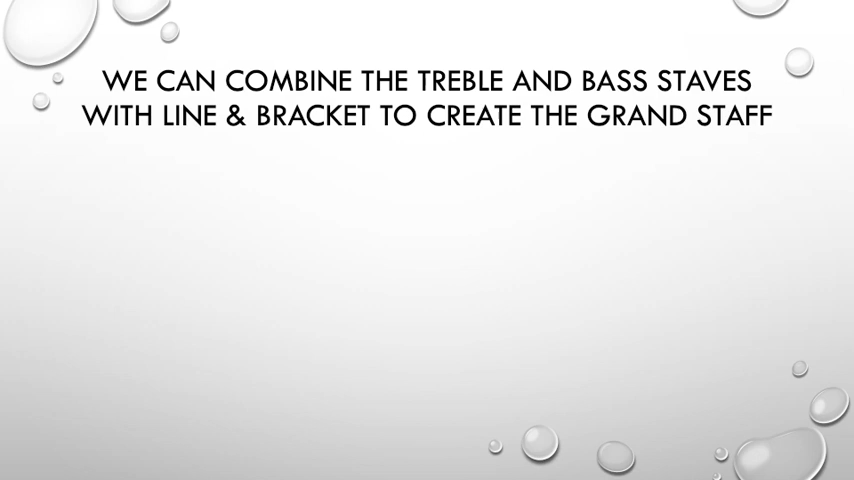 WE CAN COMBINE THE TREBLE AND BASS STAVES
WITH LINE & BRACKET TO CREATE THE GRAND STAFF